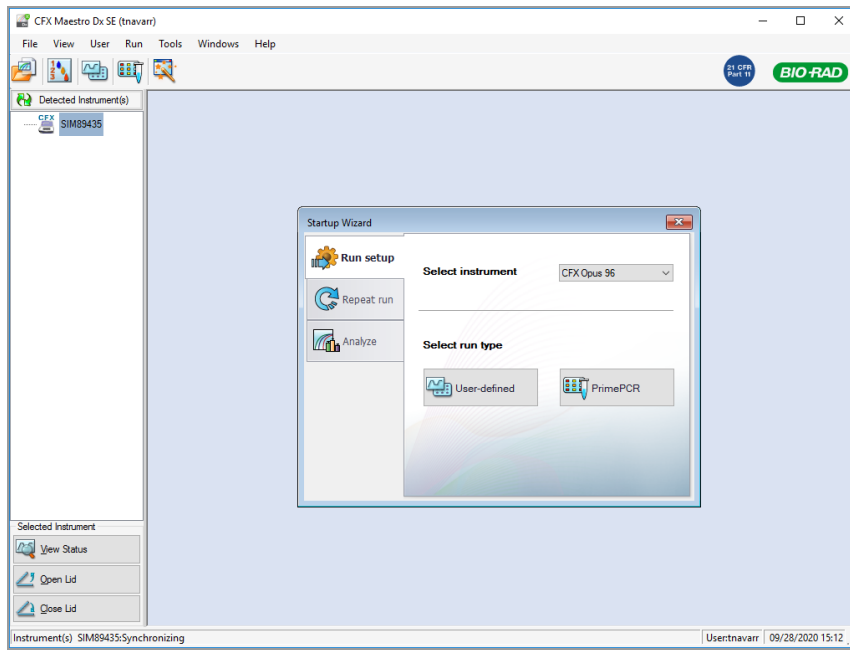 CFX Maestro Dx SE (tnavarr)
File View User Run Tools Windows Help
21 CFR
Part 11
BIO-RAD
Detected Instrument(s)
CFX
SIM89435
Startup Wizard
Run setup
Repeat run
Analyze
Select instrument
CFX Opus 96
Select run type
User-defined
PrimePCR
Selected Instrument
View Status
Open Lid
Close Lid
Instrument(s) SIM89435:Synchronizing
User:tnavarr 09/28/2020 15:12